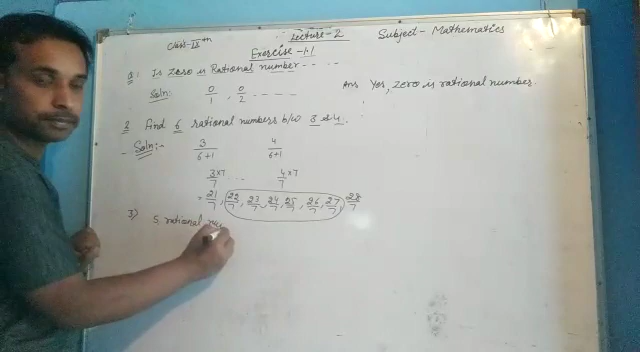 Class-IXth Lecture-2 Subject- Mathematics
Exercise-1.1
Q1 Is zero is Rational number - - - -
Soln: 0/1 , 0/2 - - - - - Ans Yes, zero is rational number.
2 Find 6 rational numbers b/w 3 & 4.
- Soln:- 3/6+1 4/6+1
3×7/7 .. 4×7/7
= 21/7, 22/7, 23/7, 24/7, 25/7, 26/7, 27/7, 28/7
3) 5 rational nu